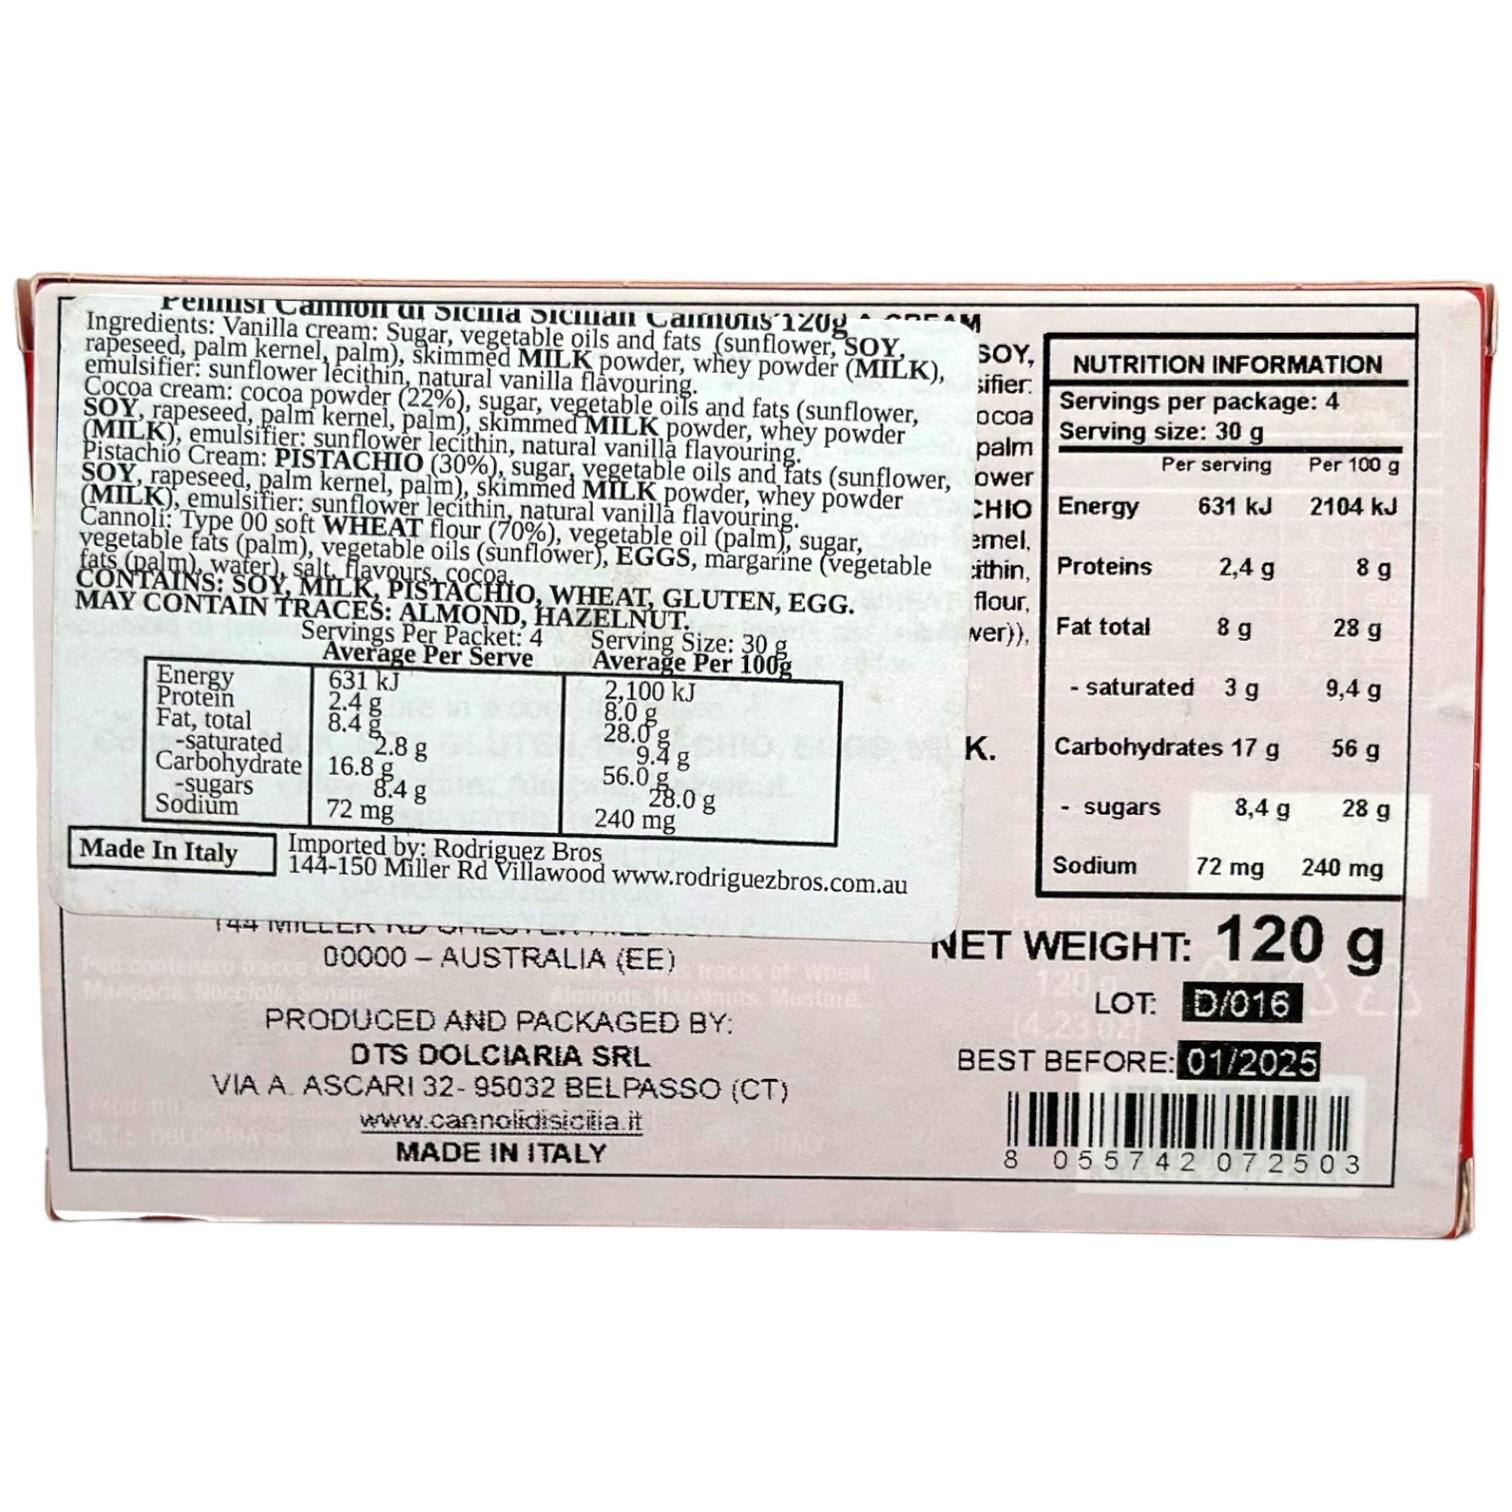 Pennisi Cannoli di Sicilia Sicilian Cannolis 120g
Ingredients: Vanilla cream: Sugar, vegetable oils and fats (sunflower, SOY,
rapeseed, palm kernel, palm), skimmed MILK powder, whey powder (MILK),
emulsifier: sunflower lecithin, natural vanilla flavouring.
Cocoa cream: cocoa powder (22%), sugar, vegetable oils and fats (sunflower,
SOY, rapeseed, palm kernel, palm), skimmed MILK powder, whey powder
(MILK), emulsifier: sunflower lecithin, natural vanilla flavouring.
Pistachio Cream: PISTACHIO (30%), sugar, vegetable oils and fats (sunflower,
SOY, rapeseed, palm kernel, palm), skimmed MILK powder, whey powder
(MILK), emulsifier: sunflower lecithin, natural vanilla flavouring.
Cannoli: Type 00 soft WHEAT flour (70%), vegetable oil (palm), sugar,
vegetable fats (palm), vegetable oils (sunflower), EGGS, margarine (vegetable
fats (palm), water), salt, flavours, cocoa.
CONTAINS: SOY, MILK, PISTACHIO, WHEAT, GLUTEN, EGG.
MAY CONTAIN TRACES: ALMOND, HAZELNUT.
Servings Per Packet: 4 Serving Size: 30 g
Average Per Serve Average Per 100g
Energy 631 kJ 2,100 kJ
Protein 2.4 g 8.0 g
Fat, total 8.4 g 28.0 g
-saturated 2.8 g 9.4 g
Carbohydrate 16.8 g 56.0 g
-sugars 8.4 g 28.0 g
Sodium 72 mg 240 mg
Made In Italy
Imported by: Rodriguez Bros
144-150 Miller Rd Villawood www.rodriguezbros.com.au
CREAM
SOY,
sifier:
ocoa
palm
ower
CHIO
emel,
ithin,
flour,
wer)),
K.
NUTRITION INFORMATION
Servings per package: 4
Serving size: 30 g
Per serving Per 100 g
Energy 631 kJ 2104 kJ
Proteins 2,4 g 8 g
Fat total 8 g 28 g
- saturated 3 g 9,4 g
Carbohydrates 17 g 56 g
- sugars 8,4 g 28 g
Sodium 72 mg 240 mg
144 MILLER RD
00000 – AUSTRALIA (EE)
PRODUCED AND PACKAGED BY:
DTS DOLCIARIA SRL
VIA A. ASCARI 32- 95032 BELPASSO (CT)
www.cannolidisicilia.it
MADE IN ITALY
NET WEIGHT: 120 g
LOT: D/016
BEST BEFORE: 01/2025
8 055742 072503